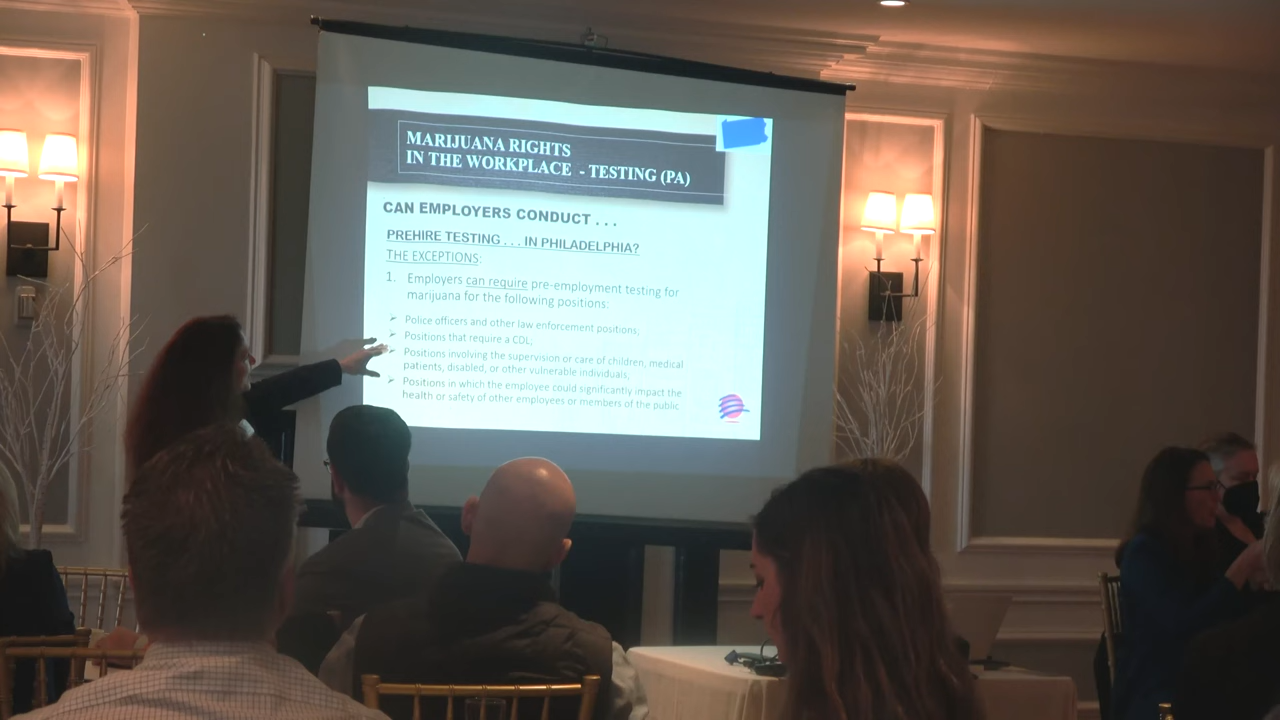 MARIJUANA RIGHTS
IN THE WORKPLACE - TESTING (PA)
CAN EMPLOYERS CONDUCT . . .
PREHIRE TESTING . . . IN PHILADELPHIA?
THE EXCEPTIONS:
1. Employers can require pre-employment testing for
marijuana for the following positions:
➢ Police officers and other law enforcement positions;
➢ Positions that require a CDL;
➢ Positions involving the supervision or care of children, medical
patients, disabled, or other vulnerable individuals;
➢ Positions in which the employee could significantly impact the
health or safety of other employees or members of the public